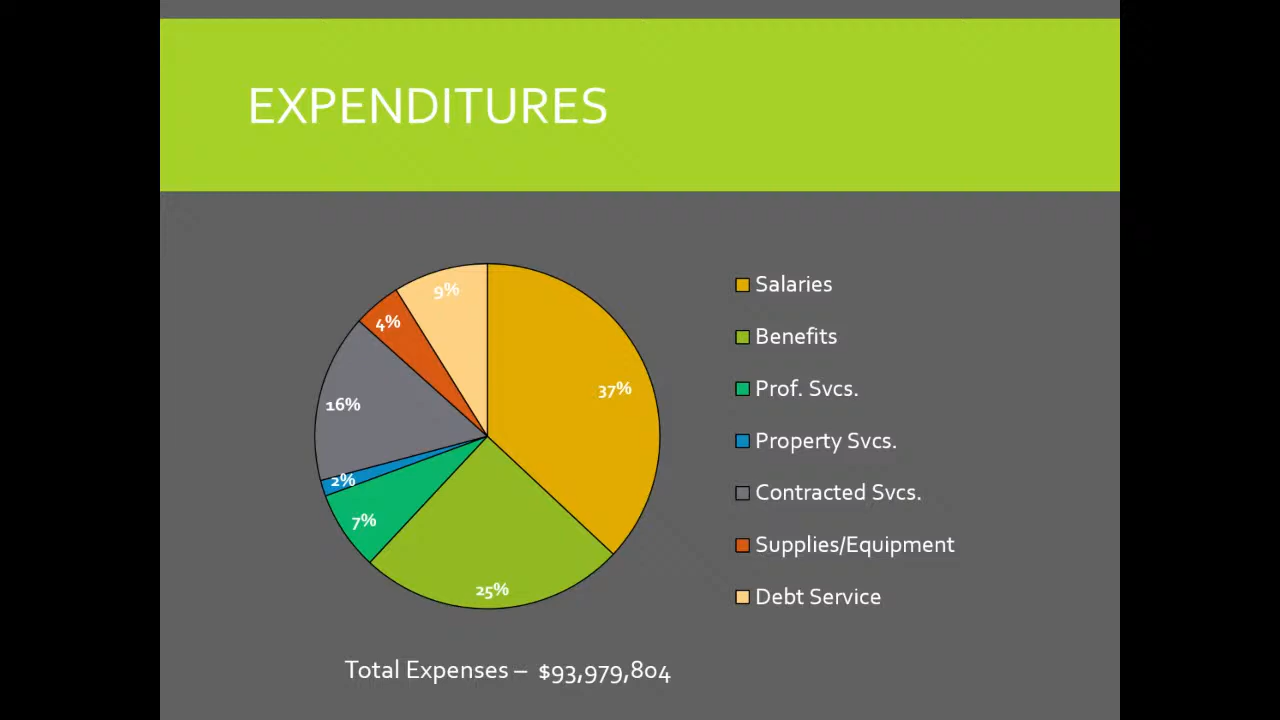 EXPENDITURES
9%
4%
37%
16%
2%
7%
25%
Salaries
Benefits
Prof. Svcs.
Property Svcs.
Contracted Svcs.
Supplies/Equipment
Debt Service
Total Expenses – $93,979,804